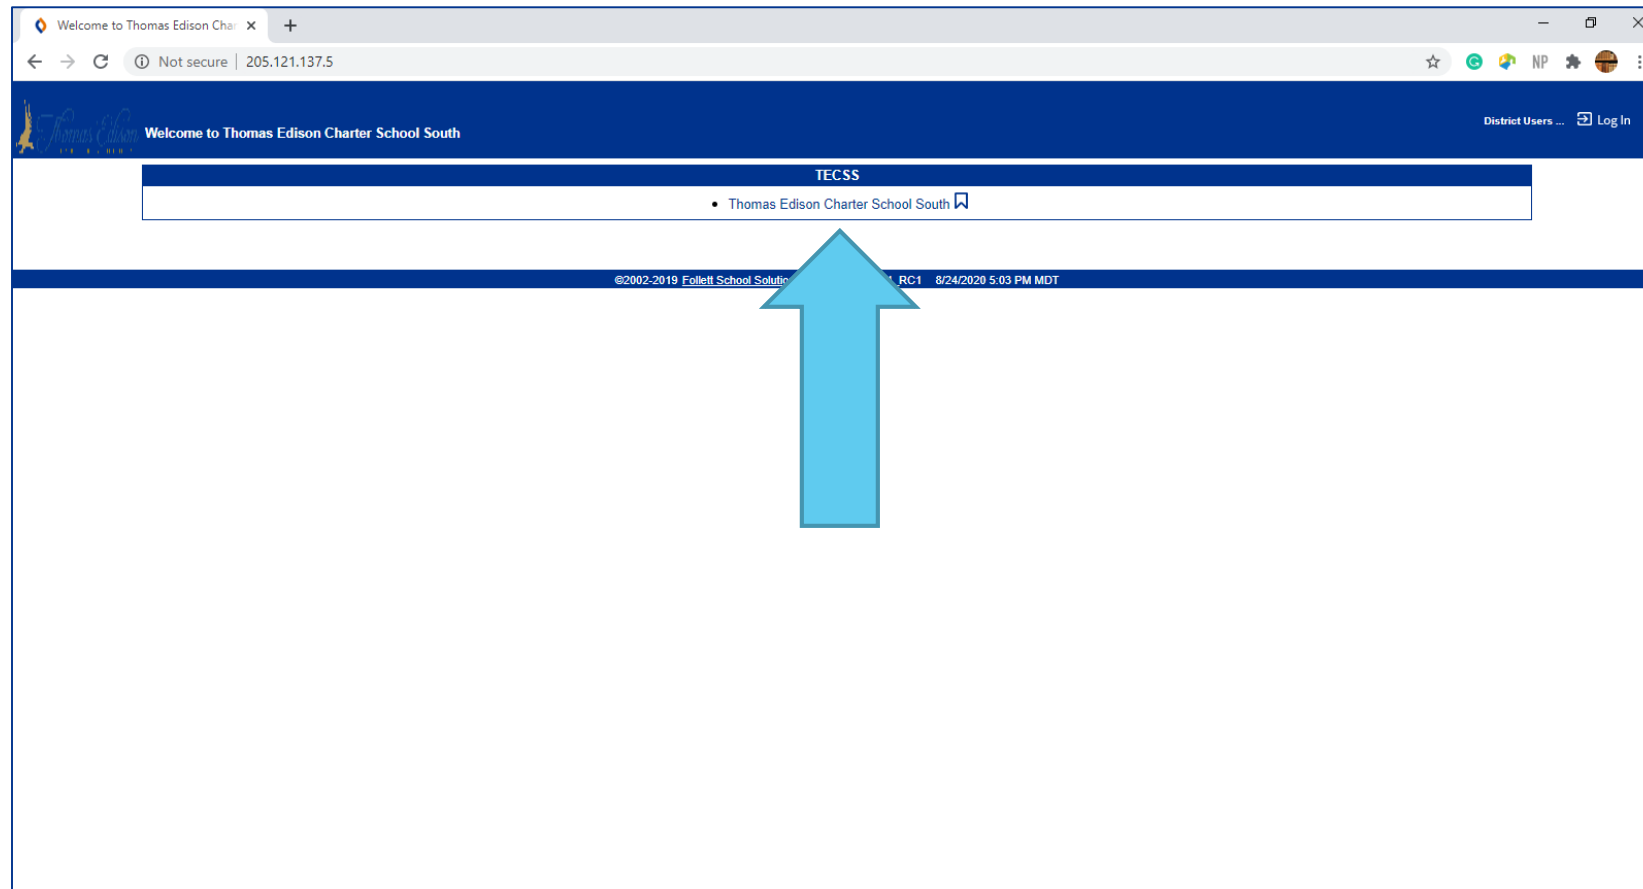 Welcome to Thomas Edison Char
Not secure | 205.121.137.5
NP
Thomas Edison
Welcome to Thomas Edison Charter School South
District Users ... Log In
TECSS
• Thomas Edison Charter School South
©2002-2019 Follett School RC1 8/24/2020 5:03 PM MDT